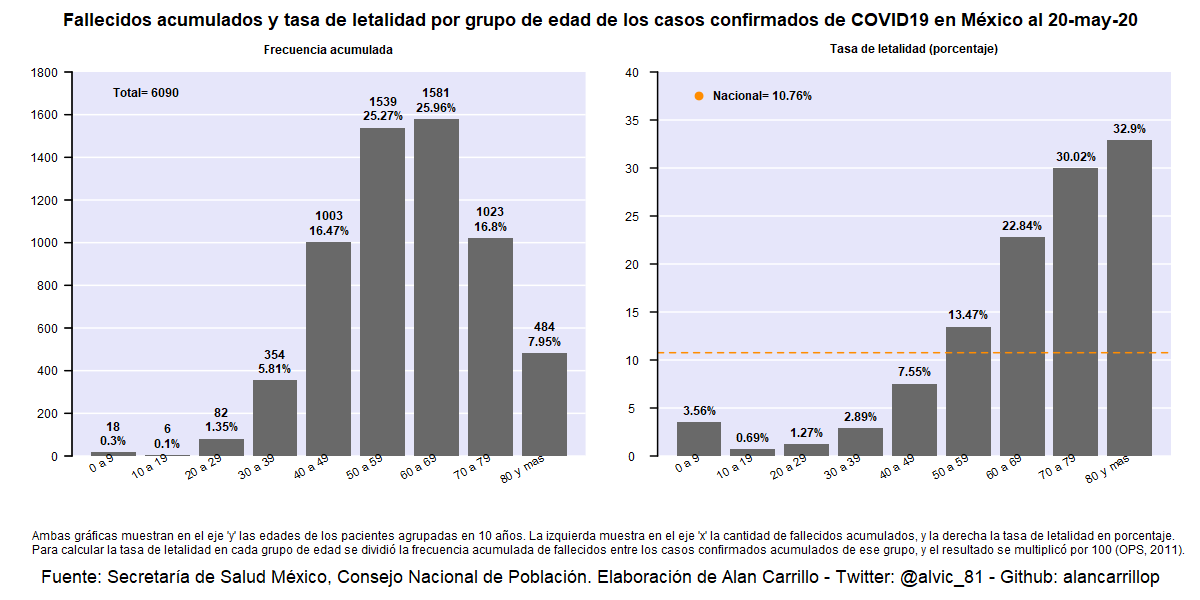 Fallecidos acumulados y tasa de letalidad por grupo de edad de los casos confirmados de COVID19 en México al 20-may-20
Frecuencia acumulada
1800
1600
1400
1200
1000
800
600
400
200
0
Total= 6090
18
0.3%
6
0.1%
82
1.35%
354
5.81%
1003
16.47%
1539
25.27%
1581
25.96%
1023
16.8%
484
7.95%
0 a 9
10 a 19
20 a 29
30 a 39
40 a 49
50 a 59
60 a 69
70 a 79
80 y mas
Tasa de letalidad (porcentaje)
40
35
30
25
20
15
10
5
0
Nacional= 10.76%
3.56%
0.69%
1.27%
2.89%
7.55%
13.47%
22.84%
30.02%
32.9%
0 a 9
10 a 19
20 a 29
30 a 39
40 a 49
50 a 59
60 a 69
70 a 79
80 y mas
Ambas gráficas muestran en el eje 'y' las edades de los pacientes agrupadas en 10 años. La izquierda muestra en el eje 'x' la cantidad de fallecidos acumulados, y la derecha la tasa de letalidad en porcentaje.
Para calcular la tasa de letalidad en cada grupo de edad se dividió la frecuencia acumulada de fallecidos entre los casos confirmados acumulados de ese grupo, y el resultado se multiplicó por 100 (OPS, 2011).
Fuente: Secretaría de Salud México, Consejo Nacional de Población. Elaboración de Alan Carrillo - Twitter: @alvic_81 - Github: alancarrillop